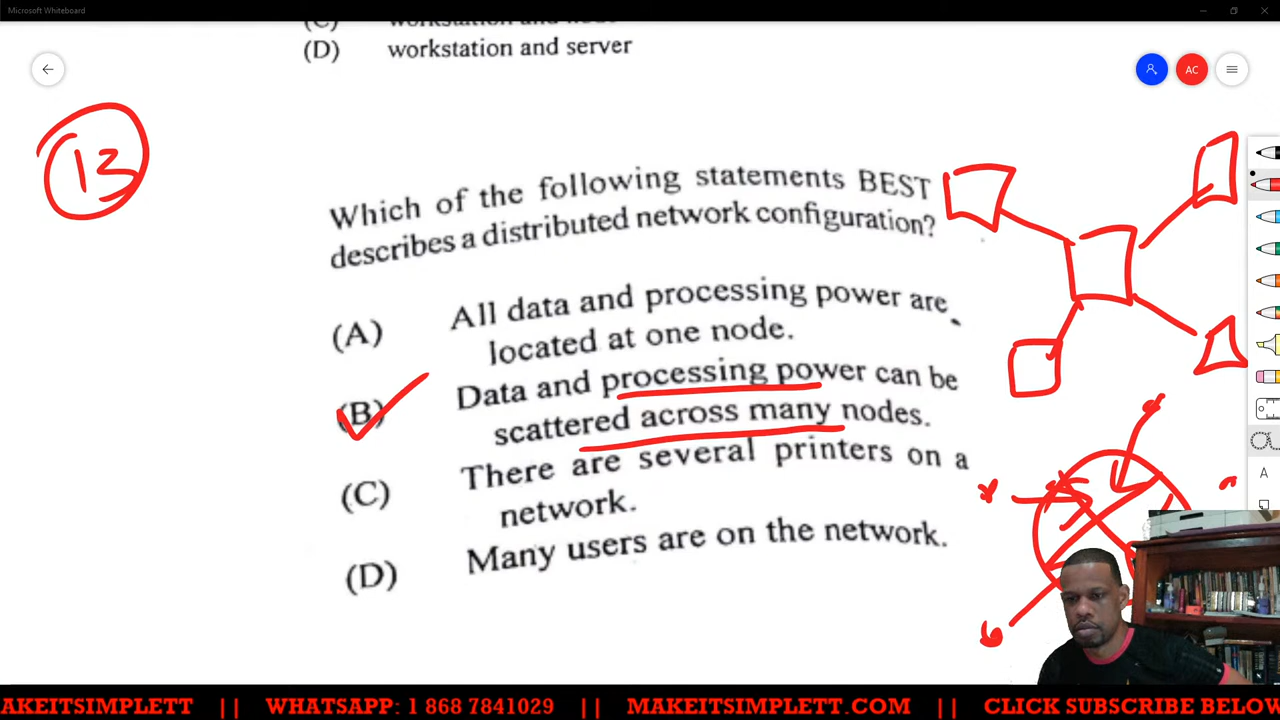 Microsoft Whiteboard
(D) workstation and server
AC
13
Which of the following statements BEST
describes a distributed network configuration?
(A) All data and processing power are
located at one node.
(B) Data and processing power can be
scattered across many nodes.
(C) There are several printers on a
network.
(D) Many users are on the network.
A
AKEITSIMPLETT || WHATSAPP: 1 868 7841029 || MAKEITSIMPLETT.COM || CLICK SUBSCRIBE BELOW